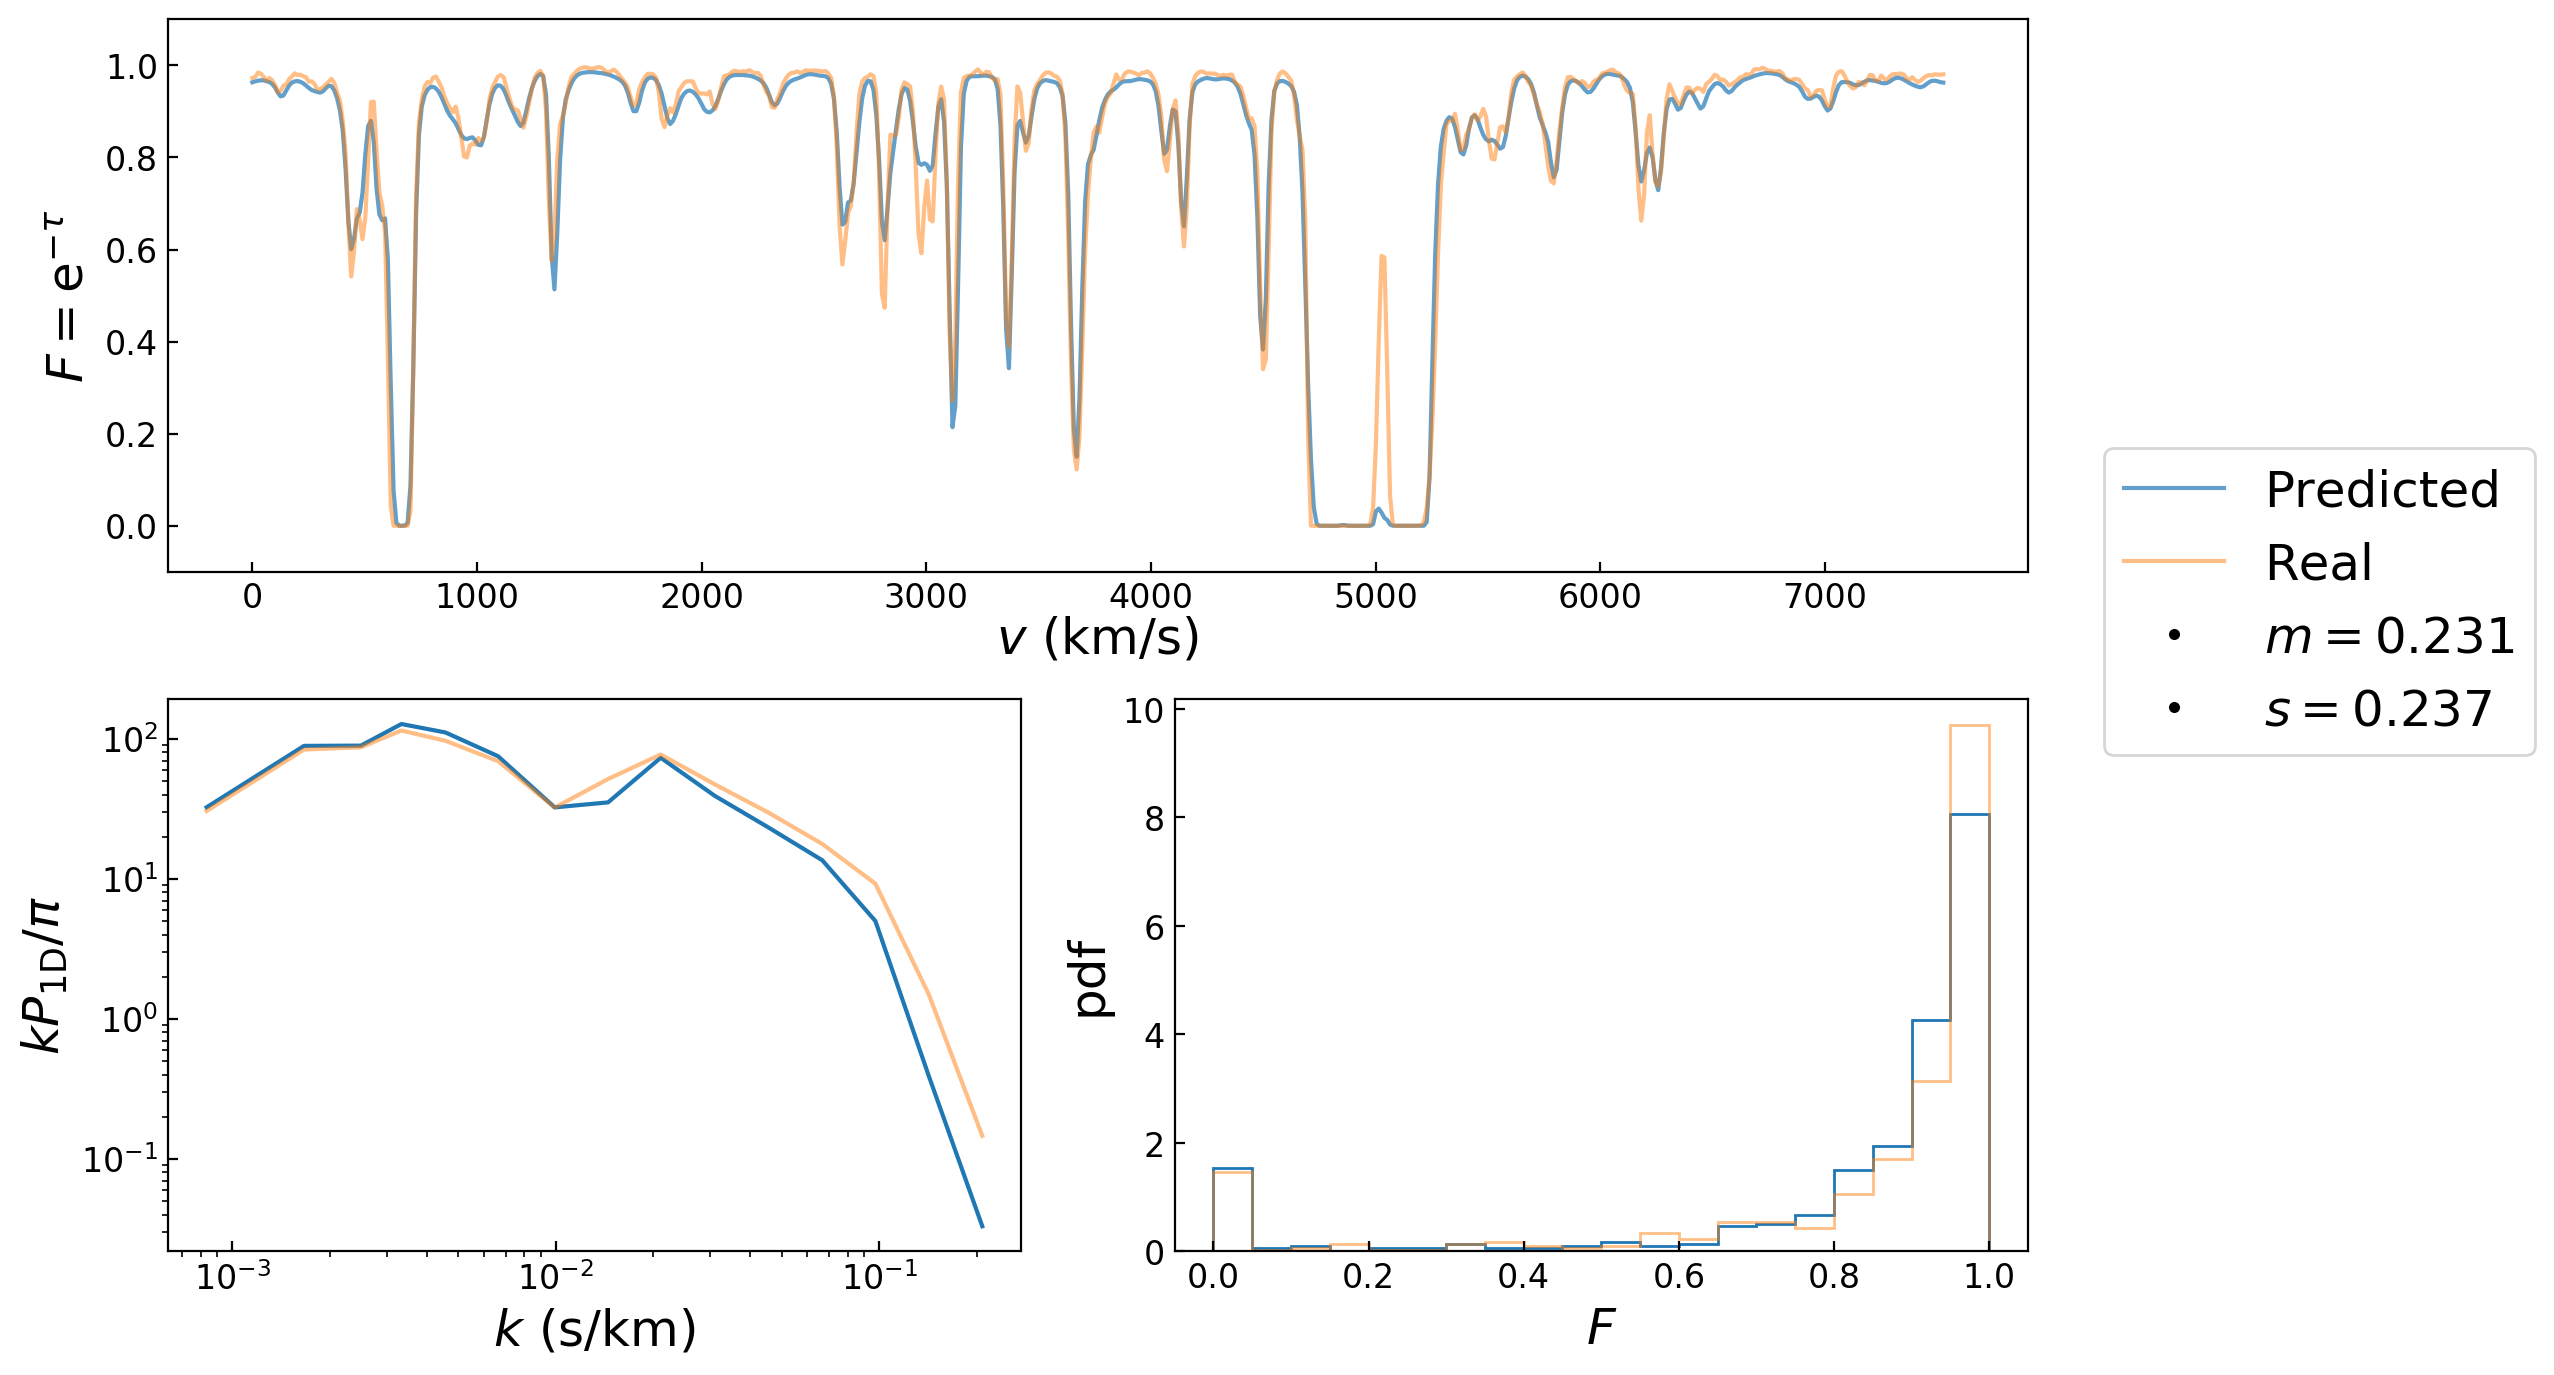 1.0
0.8
0.6
0.4
0.2
0.0
F = e^{−τ}
0 1000 2000 3000 4000 5000 6000 7000
v (km/s)
Predicted
Real
m = 0.231
s = 0.237
10^2
10^1
10^0
10^{−1}
kP_{1D}/π
10^{−3} 10^{−2} 10^{−1}
k (s/km)
10
8
6
4
2
0
pdf
0.0 0.2 0.4 0.6 0.8 1.0
F